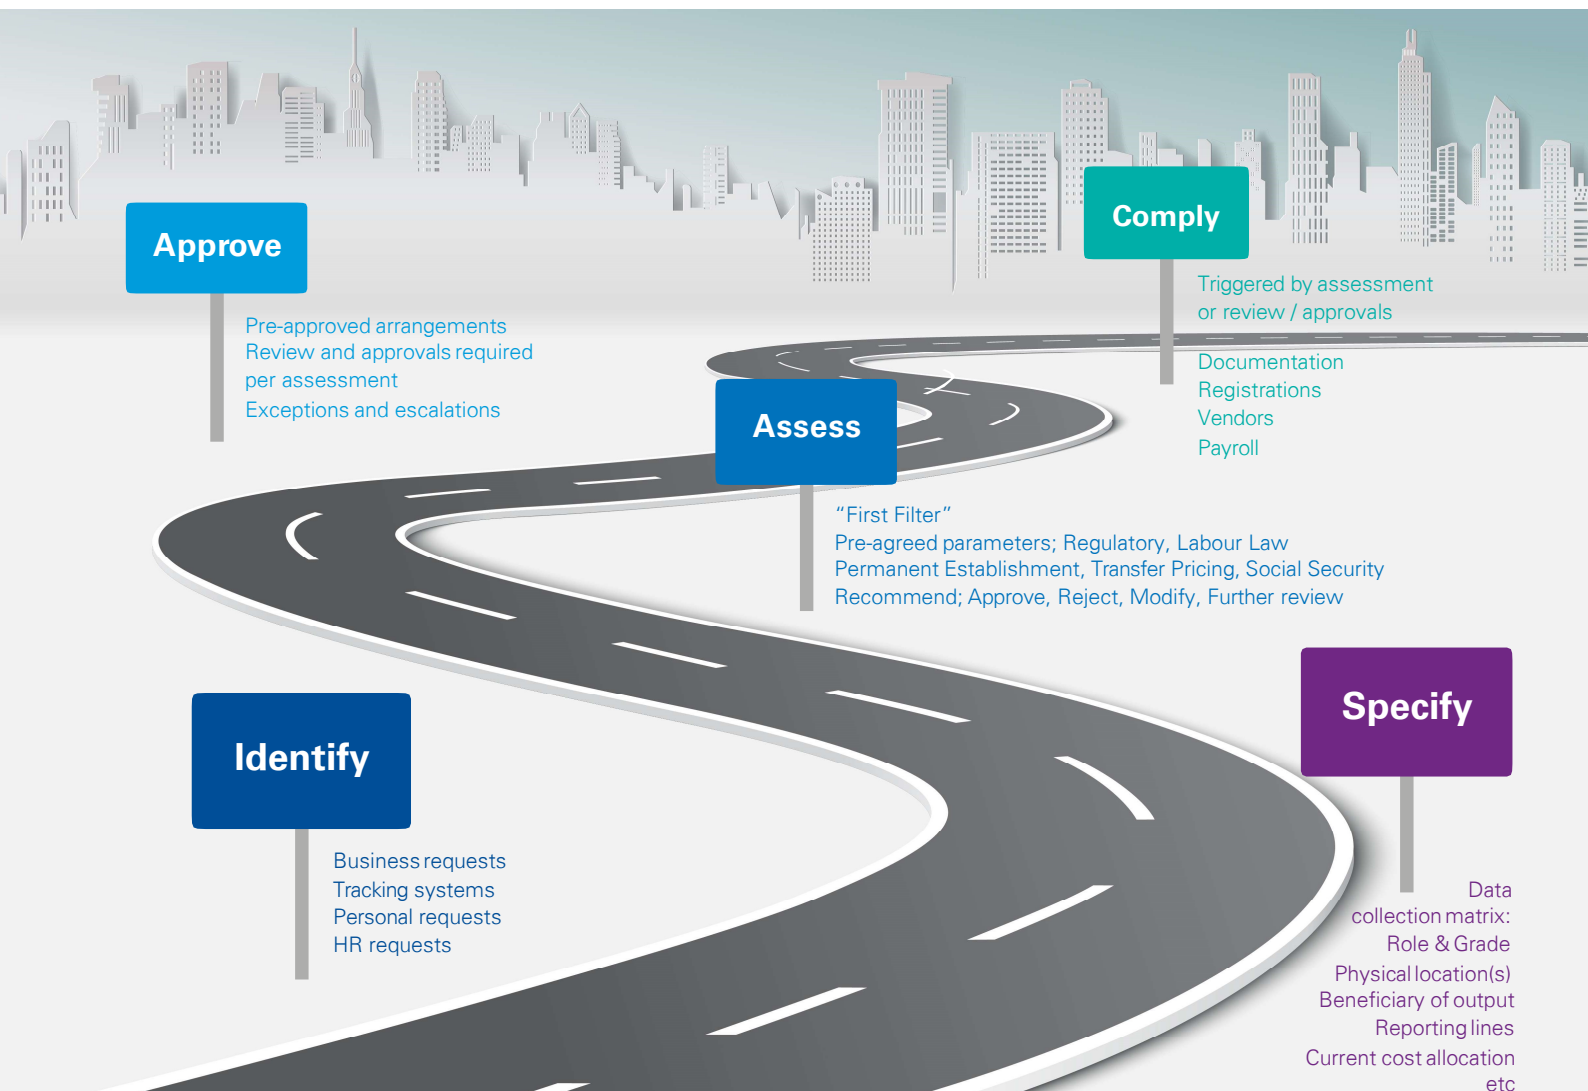 Approve
Pre-approved arrangements
Review and approvals required
per assessment
Exceptions and escalations
Comply
Triggered by assessment
or review / approvals
Documentation
Registrations
Vendors
Payroll
Assess
“First Filter”
Pre-agreed parameters; Regulatory, Labour Law
Permanent Establishment, Transfer Pricing, Social Security
Recommend; Approve, Reject, Modify, Further review
Identify
Business requests
Tracking systems
Personal requests
HR requests
Specify
Data
collection matrix:
Role & Grade
Physical location(s)
Beneficiary of output
Reporting lines
Current cost allocation
etc